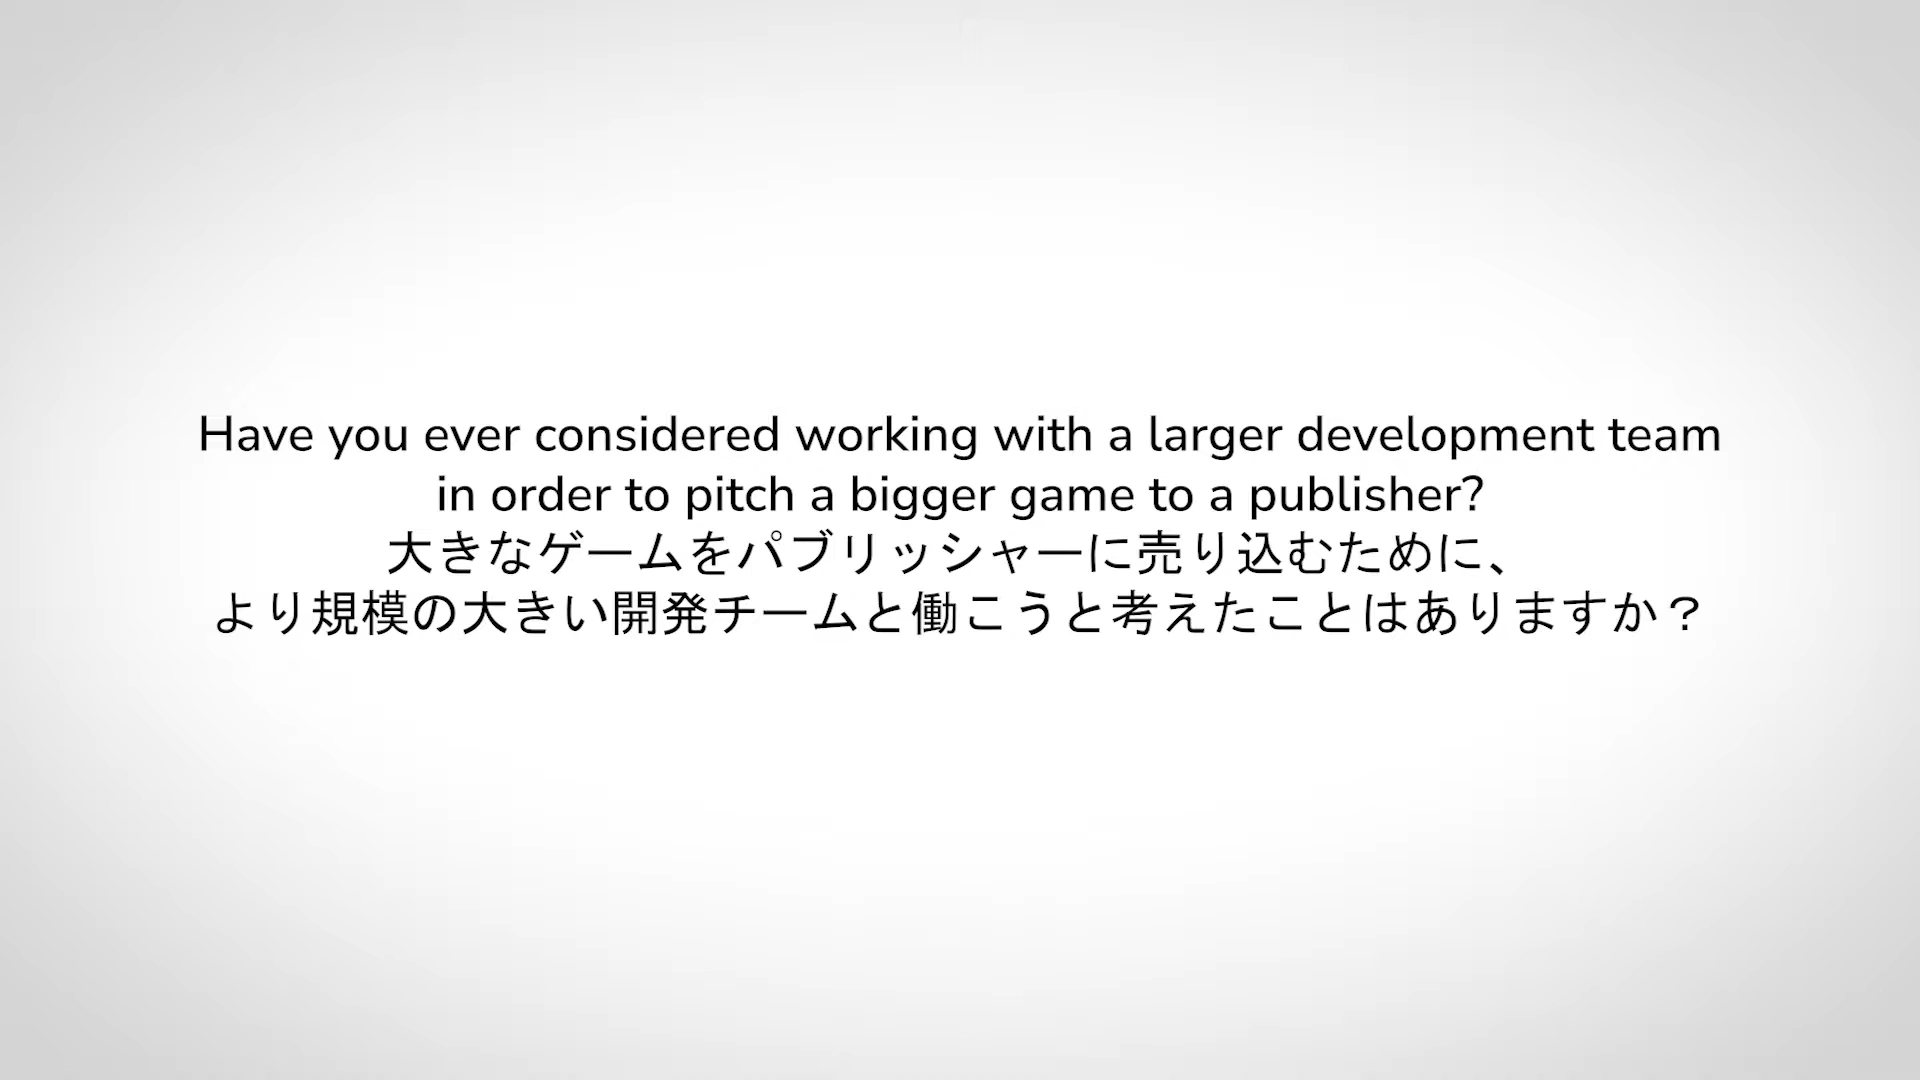 Have you ever considered working with a larger development team
in order to pitch a bigger game to a publisher?
大きなゲームをパブリッシャーに売り込むために、
より規模の大きい開発チームと働こうと考えたことはありますか？